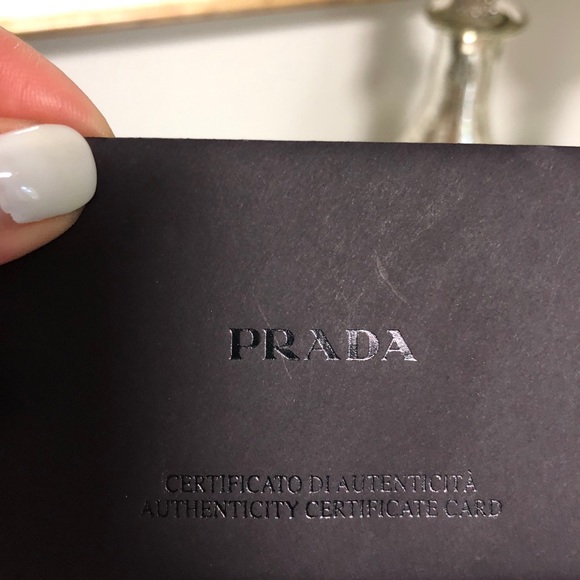 PRADA
CERTIFICATO DI AUTENTICITÀ
AUTHENTICITY CERTIFICATE CARD